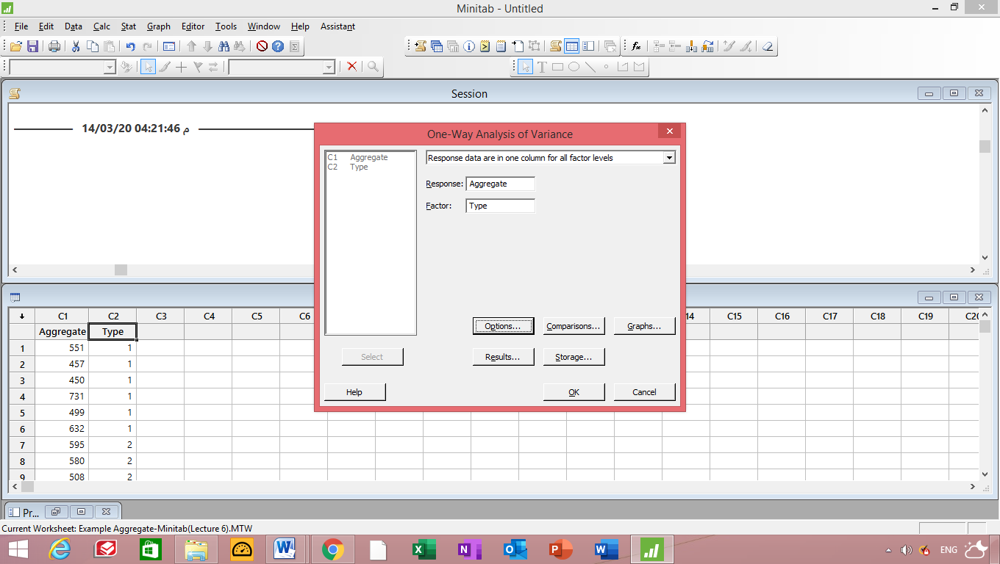 Minitab - Untitled
File Edit Data Calc Stat Graph Editor Tools Window Help Assistant
Session
14/03/20 04:21:46 م
One-Way Analysis of Variance
C1 Aggregate
C2 Type
Response data are in one column for all factor levels
Response: Aggregate
Factor: Type
Options... Comparisons... Graphs...
Select Results... Storage...
Help OK Cancel
C1 C2 C3 C4 C5 C6 14 C15 C16 C17 C18 C19 C20
Aggregate Type
1 551 1
2 457 1
3 450 1
4 731 1
5 499 1
6 632 1
7 595 2
8 580 2
9 508 2
Pr...
Current Worksheet: Example Aggregate-Minitab(Lecture 6).MTW
ENG